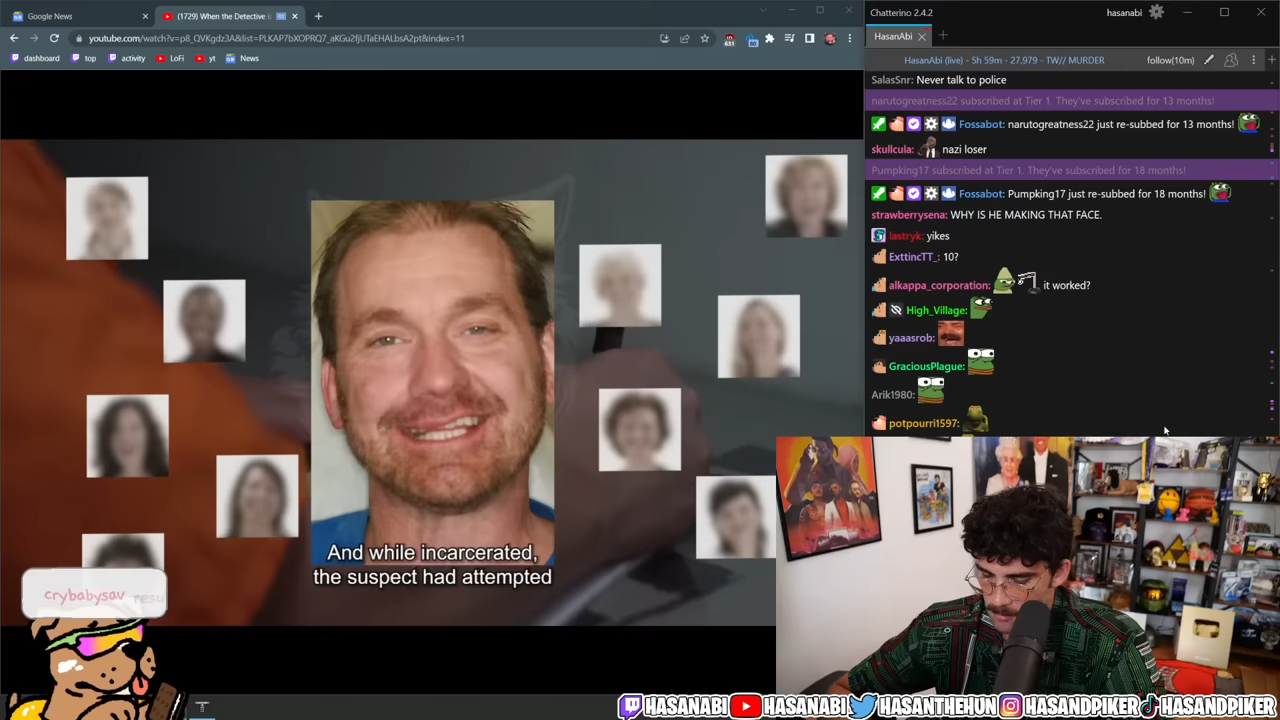 Google News
(1729) When the Detective i
youtube.com/watch?v=p8_QVKgdz3A&list=PLKAP7bXOPRQ7_aKGu2fjUTaEHALbsA2pt&index=11
631
80
dashboard
top
activity
LoFi
yt
News
And while incarcerated,
the suspect had attempted
crybabysav resu
Chatterino 2.4.2
hasanabi
HasanAbi
HasanAbi (live) - 5h 59m - 27,979 - TW// MURDER
follow(10m)
SalasSnr: Never talk to police
narutogreatness22 subscribed at Tier 1. They've subscribed for 13 months!
Fossabot: narutogreatness22 just re-subbed for 13 months!
skullcula: nazi loser
Pumpking17 subscribed at Tier 1. They've subscribed for 18 months!
Fossabot: Pumpking17 just re-subbed for 18 months!
strawberrysena: WHY IS HE MAKING THAT FACE.
lastryk: yikes
ExttincTT_: 10?
alkappa_corporation: it worked?
High_Village:
yaaasrob:
GraciousPlague:
Arik1980:
potpourri1597:
HASANABI
HASANABI
HASANTHEHUN
HASANDPIKER
HASANDPIKER